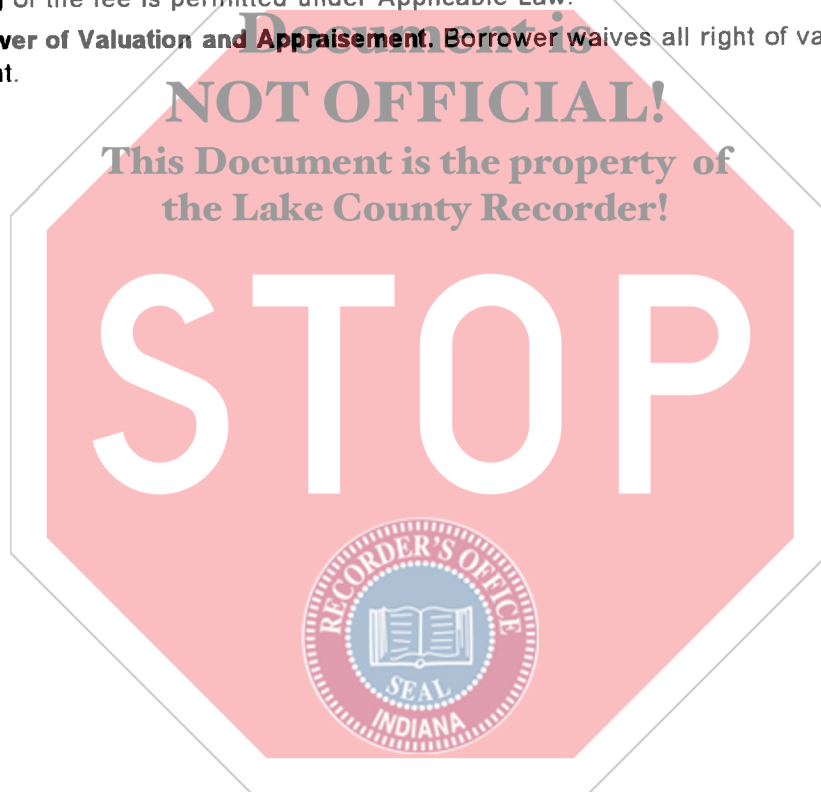 of the fee is permitted under Applicable Law.
ver of Valuation and Appraisement. Borrower waives all right of va
nt.
Document is
NOT OFFICIAL!
This Document is the property of
the Lake County Recorder!
STOP
RECORDER'S OFFICE
SEAL
INDIANA